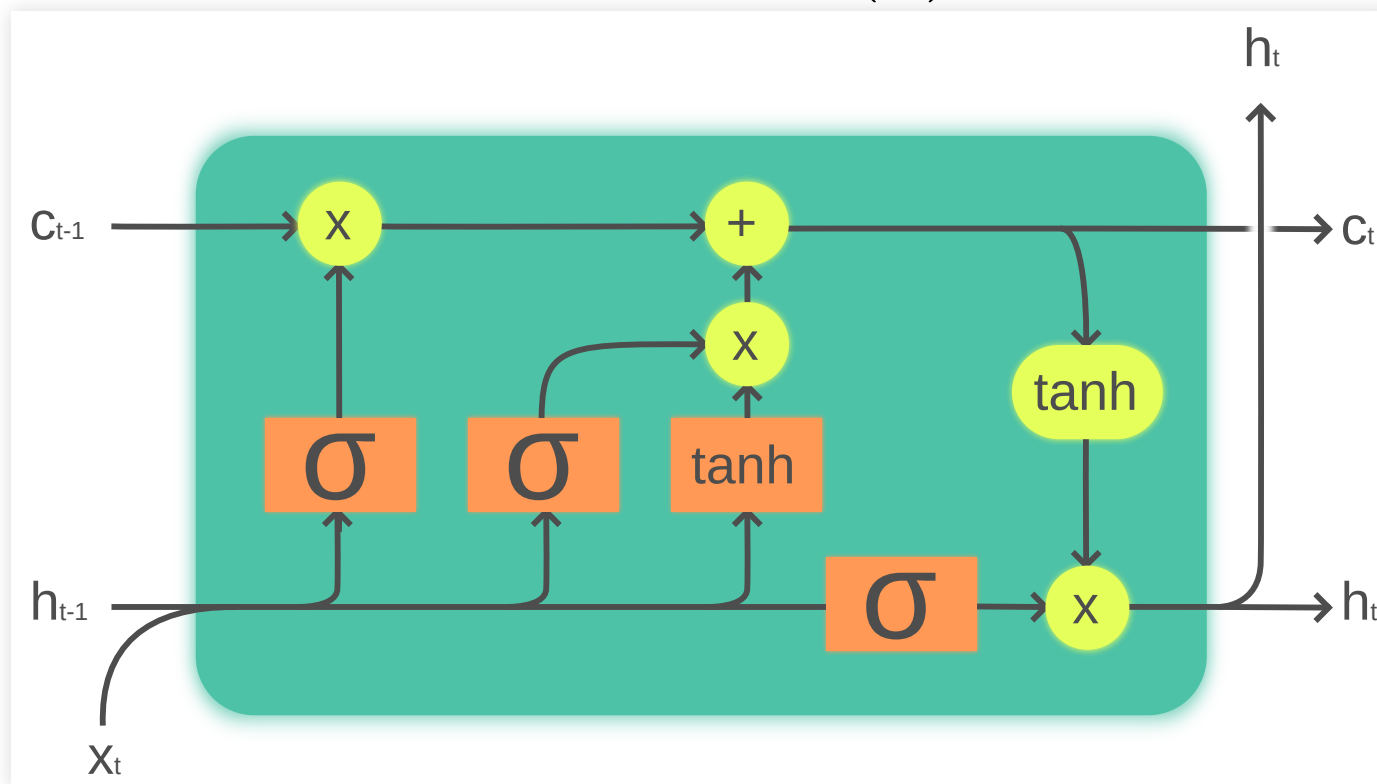 hₜ
cₜ₋₁
x
+
cₜ
x
tanh
σ
σ
tanh
σ
hₜ₋₁
x
hₜ
xₜ